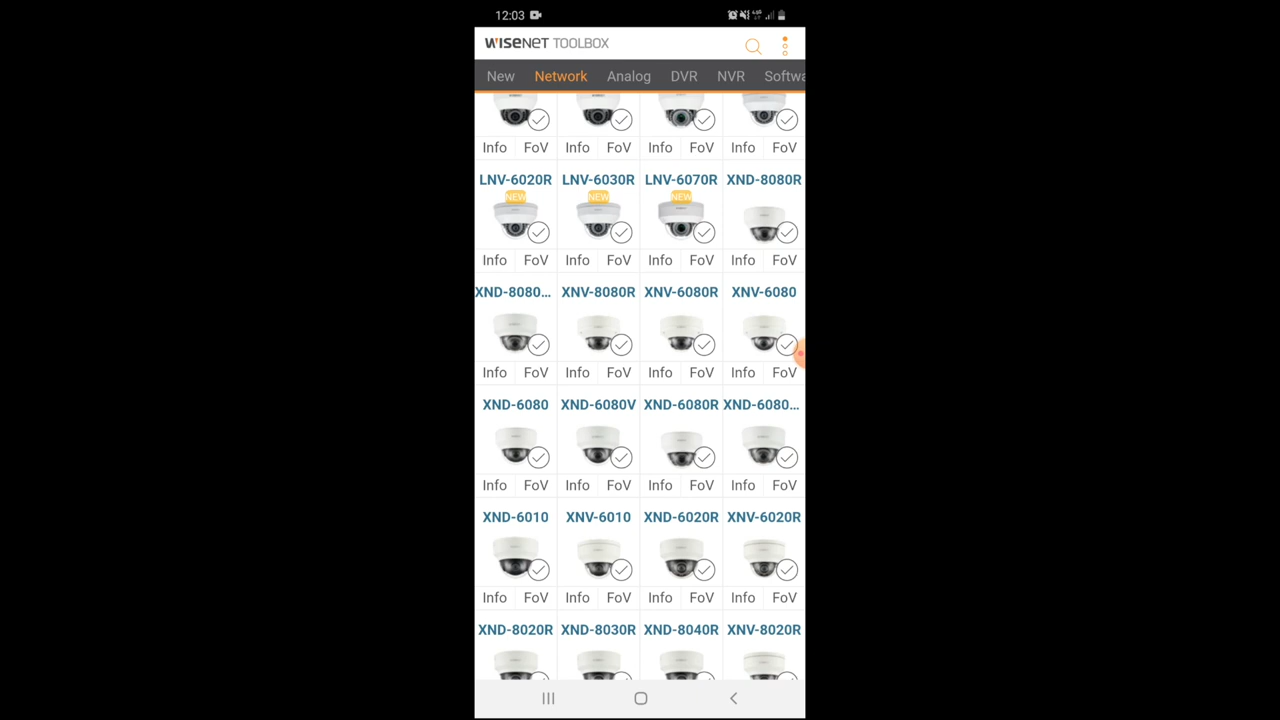 12:03
WISENET TOOLBOX
New Network Analog DVR NVR Softwa
Info FoV Info FoV Info FoV Info FoV
LNV-6020R LNV-6030R LNV-6070R XND-8080R
NEW NEW NEW
Info FoV Info FoV Info FoV Info FoV
XND-8080... XNV-8080R XNV-6080R XNV-6080
Info FoV Info FoV Info FoV Info FoV
XND-6080 XND-6080V XND-6080R XND-6080...
Info FoV Info FoV Info FoV Info FoV
XND-6010 XNV-6010 XND-6020R XNV-6020R
Info FoV Info FoV Info FoV Info FoV
XND-8020R XND-8030R XND-8040R XNV-8020R